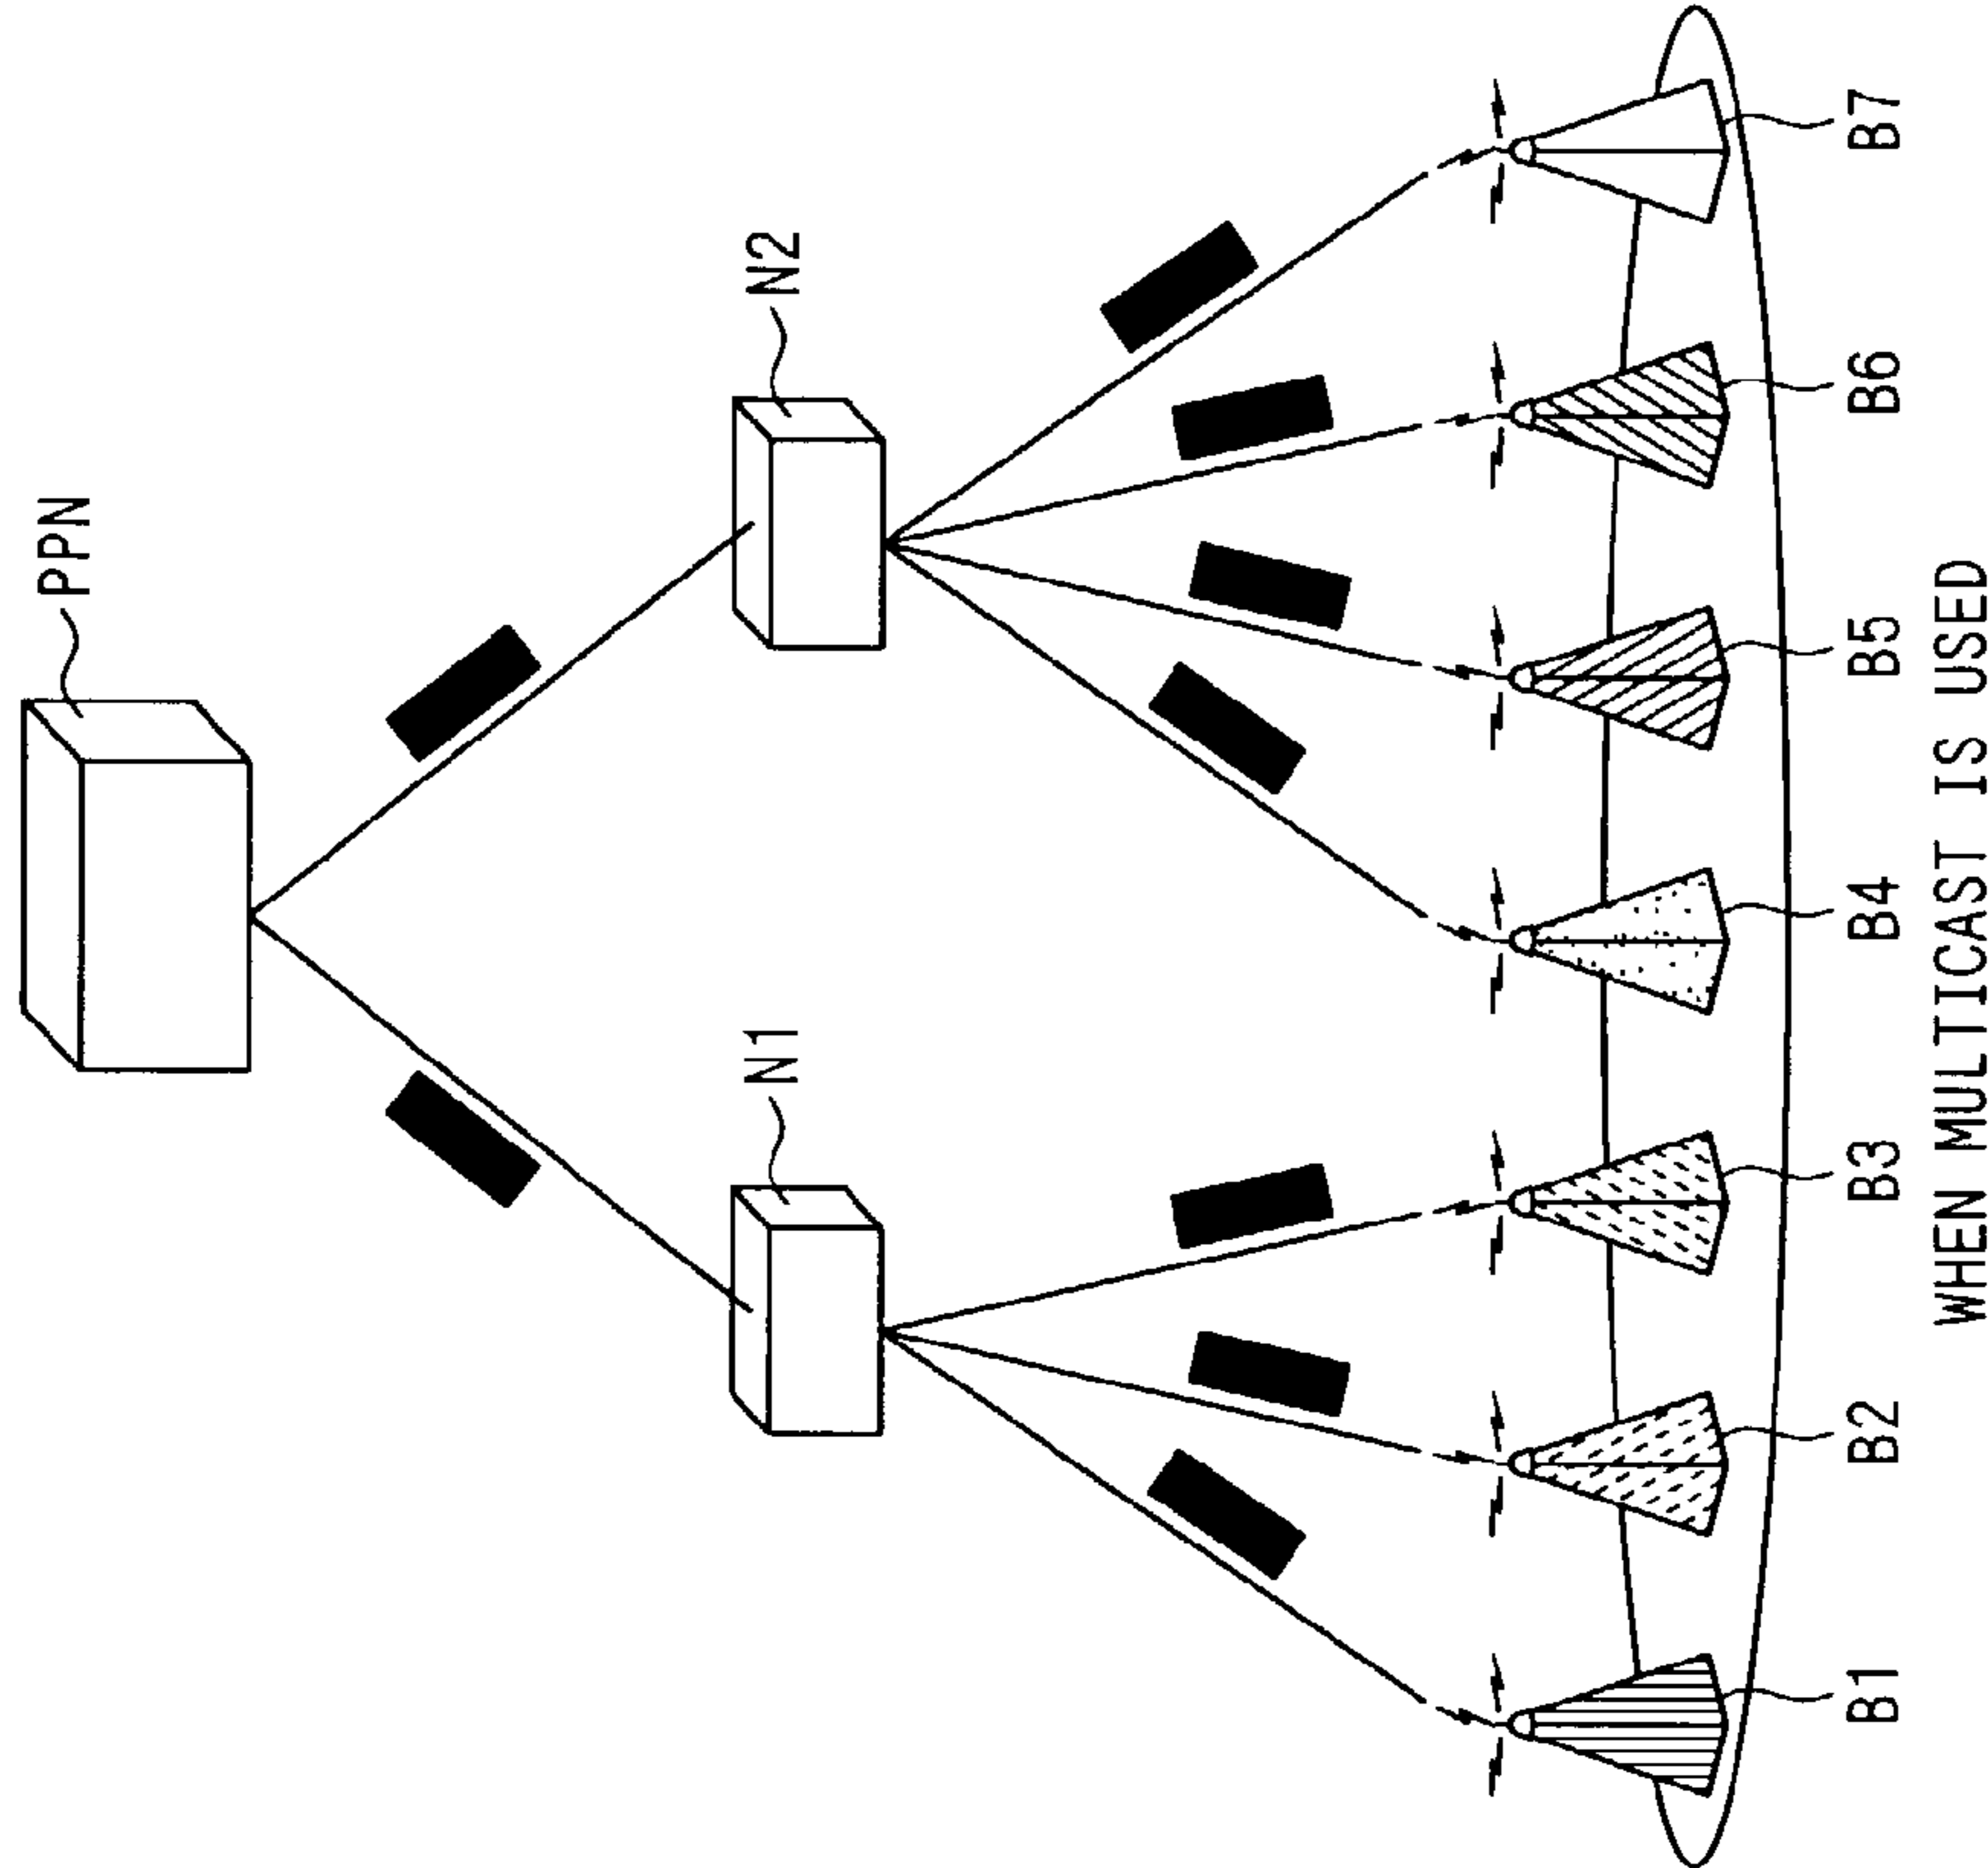 PPN
N1
N2
B1
B2
B3
B4
B5
B6
B7
WHEN MULTICAST IS USED